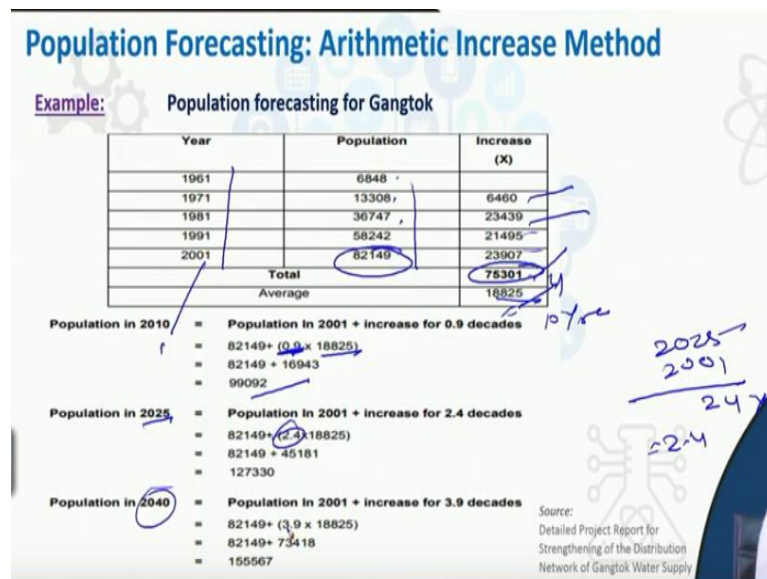 Population Forecasting: Arithmetic Increase Method
Example: Population forecasting for Gangtok
Year Population Increase (X)
1961 6848
1971 13308 6460
1981 36747 23439
1991 58242 21495
2001 82149 23907
Total 75301
Average 18825
10 Yrs
Population in 2010 = Population In 2001 + increase for 0.9 decades
= 82149+ (0.9 x 18825)
= 82149 + 16943
= 99092
2025
2001
24
=2.4
Population in 2025 = Population In 2001 + increase for 2.4 decades
= 82149+ (2.4x18825)
= 82149 + 45181
= 127330
Population in 2040 = Population In 2001 + increase for 3.9 decades
= 82149+ (3.9 x 18825)
= 82149+ 73418
= 155567
Source:
Detailed Project Report for
Strengthening of the Distribution
Network of Gangtok Water Supply